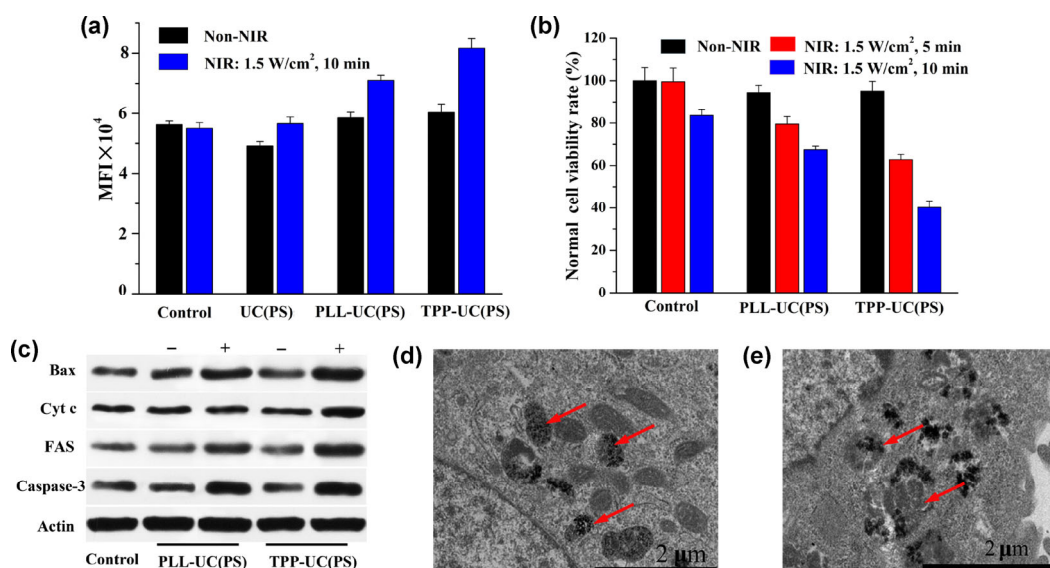 (a)
Non-NIR
NIR: 1.5 W/cm², 10 min
MFI×10⁴
8
6
4
2
0
Control UC(PS) PLL-UC(PS) TPP-UC(PS)
(b)
Non-NIR NIR: 1.5 W/cm², 5 min
NIR: 1.5 W/cm², 10 min
Normal cell viability rate (%)
120
100
80
60
40
20
0
Control PLL-UC(PS) TPP-UC(PS)
(c)
− + − +
Bax
Cyt c
FAS
Caspase-3
Actin
Control PLL-UC(PS) TPP-UC(PS)
(d)
2 μm
(e)
2 μm